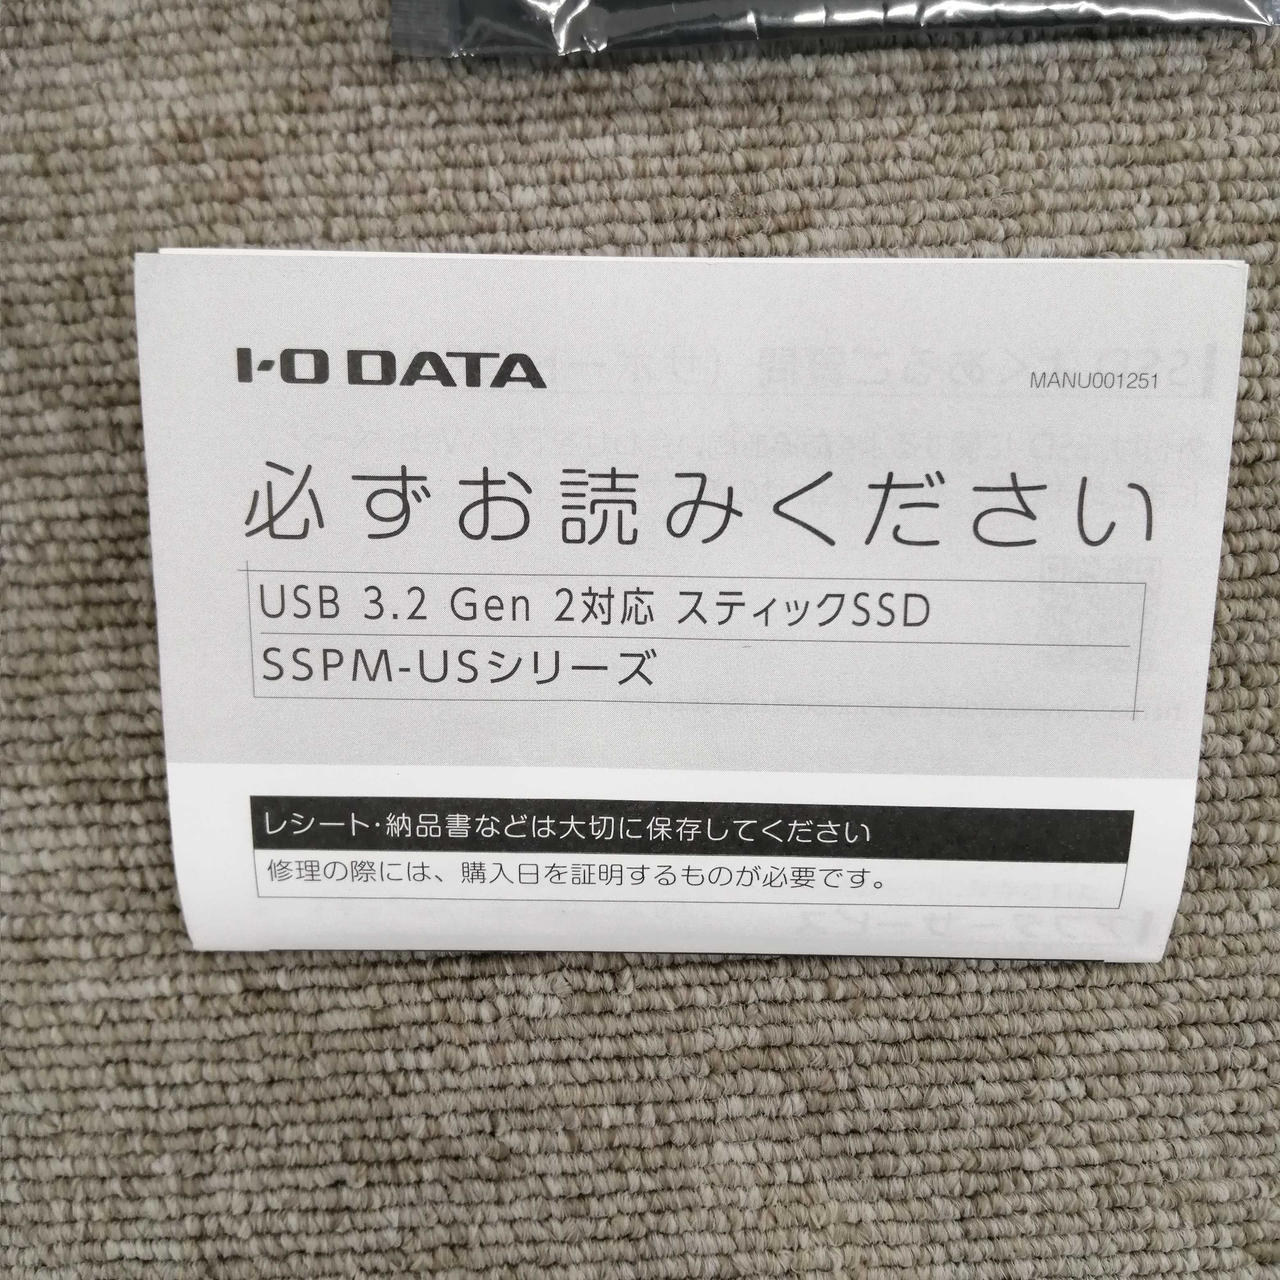 I-O DATA
MANU001251
必ずお読みください
USB 3.2 Gen 2対応 スティックSSD
SSPM-USシリーズ
レシート・納品書などは大切に保存してください
修理の際には、購入日を証明するものが必要です。